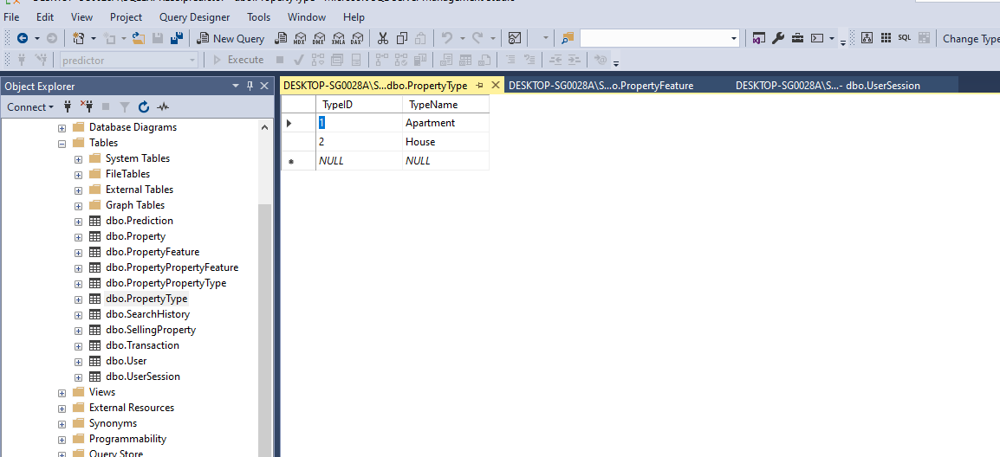 File Edit View Project Query Designer Tools Window Help
New Query MDX DMX XMLA DAX SQL Change Type
predictor Execute
Object Explorer
Connect
Database Diagrams
Tables
System Tables
FileTables
External Tables
Graph Tables
dbo.Prediction
dbo.Property
dbo.PropertyFeature
dbo.PropertyPropertyFeature
dbo.PropertyPropertyType
dbo.PropertyType
dbo.SearchHistory
dbo.SellingProperty
dbo.Transaction
dbo.User
dbo.UserSession
Views
External Resources
Synonyms
Programmability
Query Store
DESKTOP-SG0028A\S...dbo.PropertyType DESKTOP-SG0028A\S...o.PropertyFeature DESKTOP-SG0028A\S...- dbo.UserSession
TypeID TypeName
1 Apartment
2 House
NULL NULL